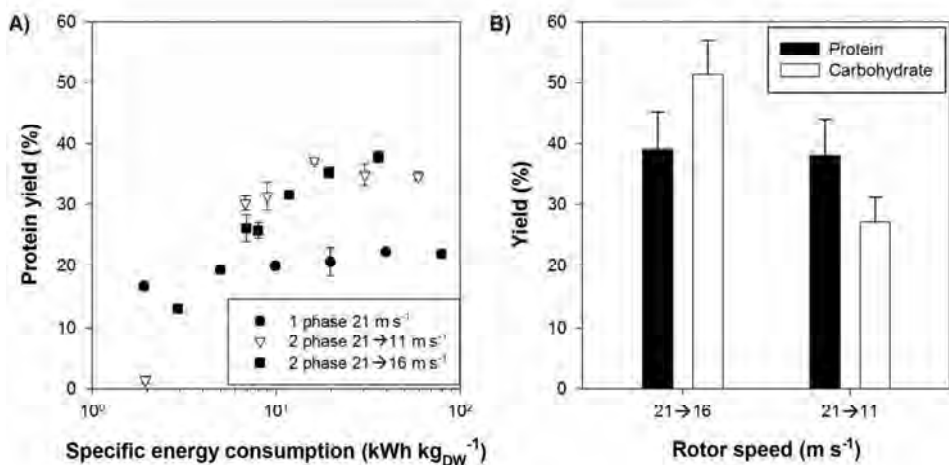 A)
60
50
40
30
20
10
0
Protein yield (%)
1 phase 21 m s⁻¹
2 phase 21→11 m s⁻¹
2 phase 21→16 m s⁻¹
10⁰
10¹
10²
Specific energy consumption (kWh kg_DW⁻¹)
B)
60
50
40
30
20
10
0
Yield (%)
Protein
Carbohydrate
21→16
21→11
Rotor speed (m s⁻¹)